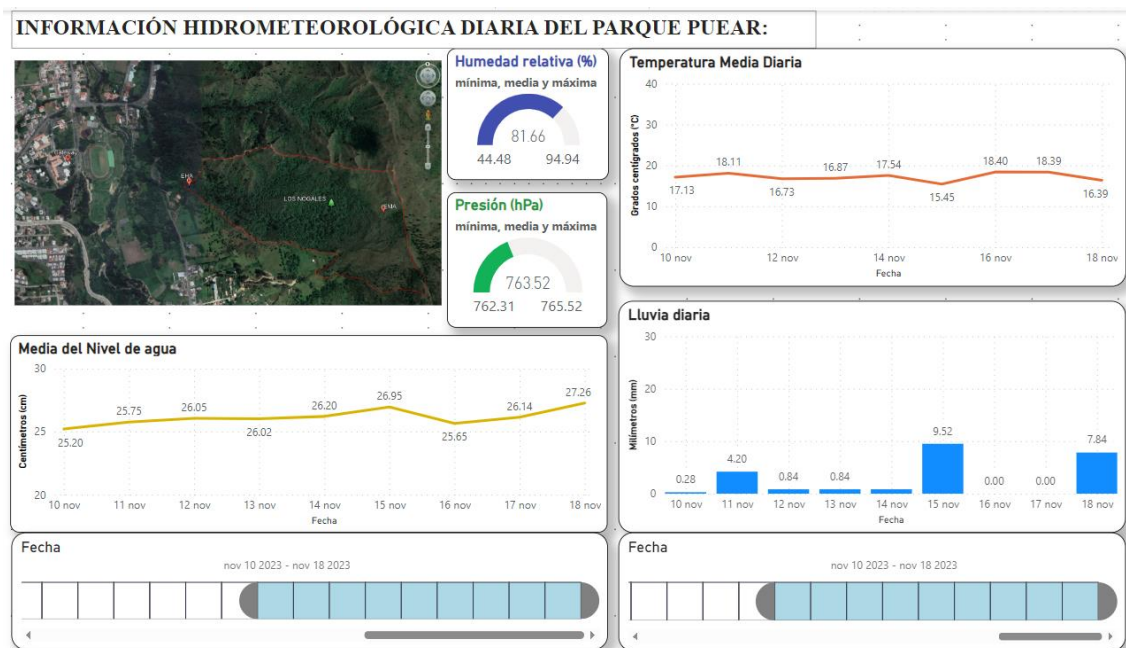 INFORMACIÓN HIDROMETEOROLÓGICA DIARIA DEL PARQUE PUEAR:
EHA
LOS NOGALES
Humedad relativa (%)
mínima, media y máxima
81.66
44.48 94.94
Presión (hPa)
mínima, media y máxima
763.52
762.31 765.52
Temperatura Media Diaria
Grados centígrados (°C)
40
30
20
10
0
17.13 18.11 16.73 16.87 17.54 15.45 18.40 18.39 16.39
10 nov 12 nov 14 nov 16 nov 18 nov
Fecha
Media del Nivel de agua
Centímetros (cm)
30
25
20
25.20 25.75 26.05 26.02 26.20 26.95 25.65 26.14 27.26
10 nov 11 nov 12 nov 13 nov 14 nov 15 nov 16 nov 17 nov 18 nov
Fecha
Lluvia diaria
Milímetros (mm)
30
20
10
0
0.28 4.20 0.84 0.84 9.52 0.00 0.00 7.84
10 nov 11 nov 12 nov 13 nov 14 nov 15 nov 16 nov 17 nov 18 nov
Fecha
Fecha
nov 10 2023 - nov 18 2023
Fecha
nov 10 2023 - nov 18 2023